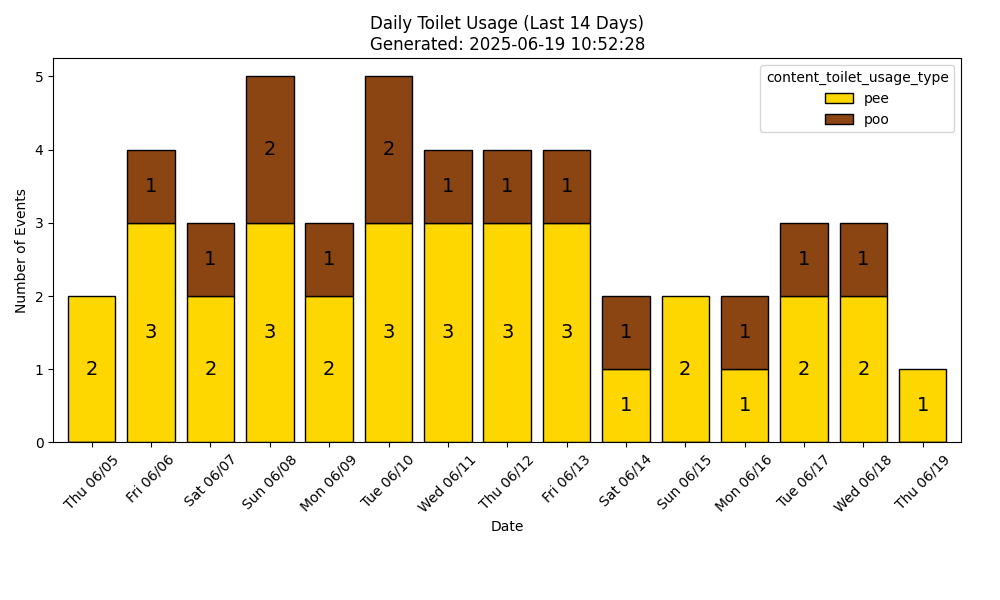 Daily Toilet Usage (Last 14 Days)
Generated: 2025-06-19 10:52:28
content_toilet_usage_type
pee
poo
Number of Events
5
4
3
2
1
0
2 2 
1 1 1 1 1 1 1 1 1
3 3 3 3 3 3
2 2 2 2 2 2
1 1 1
Thu 06/05
Fri 06/06
Sat 06/07
Sun 06/08
Mon 06/09
Tue 06/10
Wed 06/11
Thu 06/12
Fri 06/13
Sat 06/14
Sun 06/15
Mon 06/16
Tue 06/17
Wed 06/18
Thu 06/19
Date